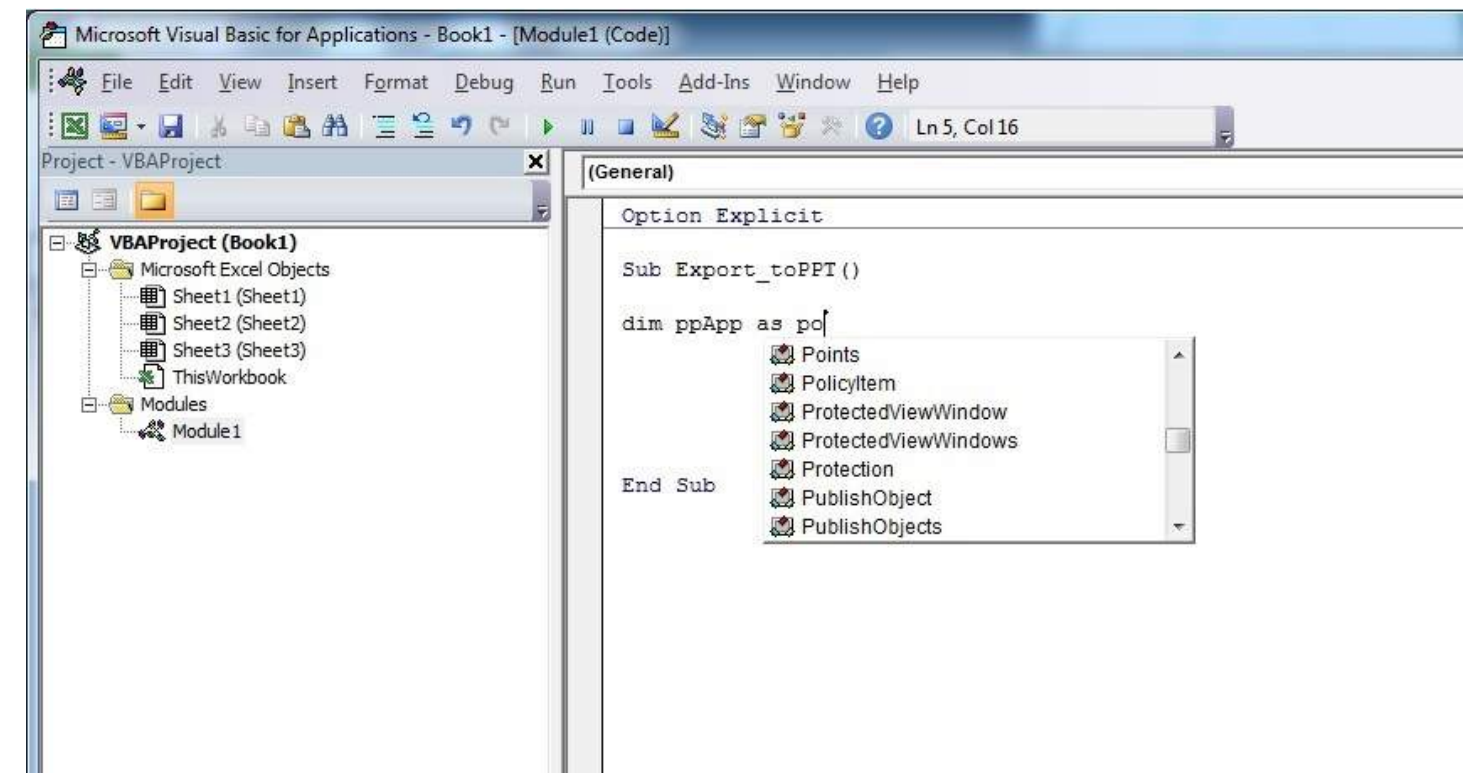 Microsoft Visual Basic for Applications - Book1 - [Module1 (Code)]
File Edit View Insert Format Debug Run Tools Add-Ins Window Help
Ln 5, Col 16
Project - VBAProject
VBAProject (Book1)
Microsoft Excel Objects
Sheet1 (Sheet1)
Sheet2 (Sheet2)
Sheet3 (Sheet3)
ThisWorkbook
Modules
Module1
(General)
Option Explicit
Sub Export_toPPT()
dim ppApp as po
Points
PolicyItem
ProtectedViewWindow
ProtectedViewWindows
Protection
PublishObject
PublishObjects
End Sub